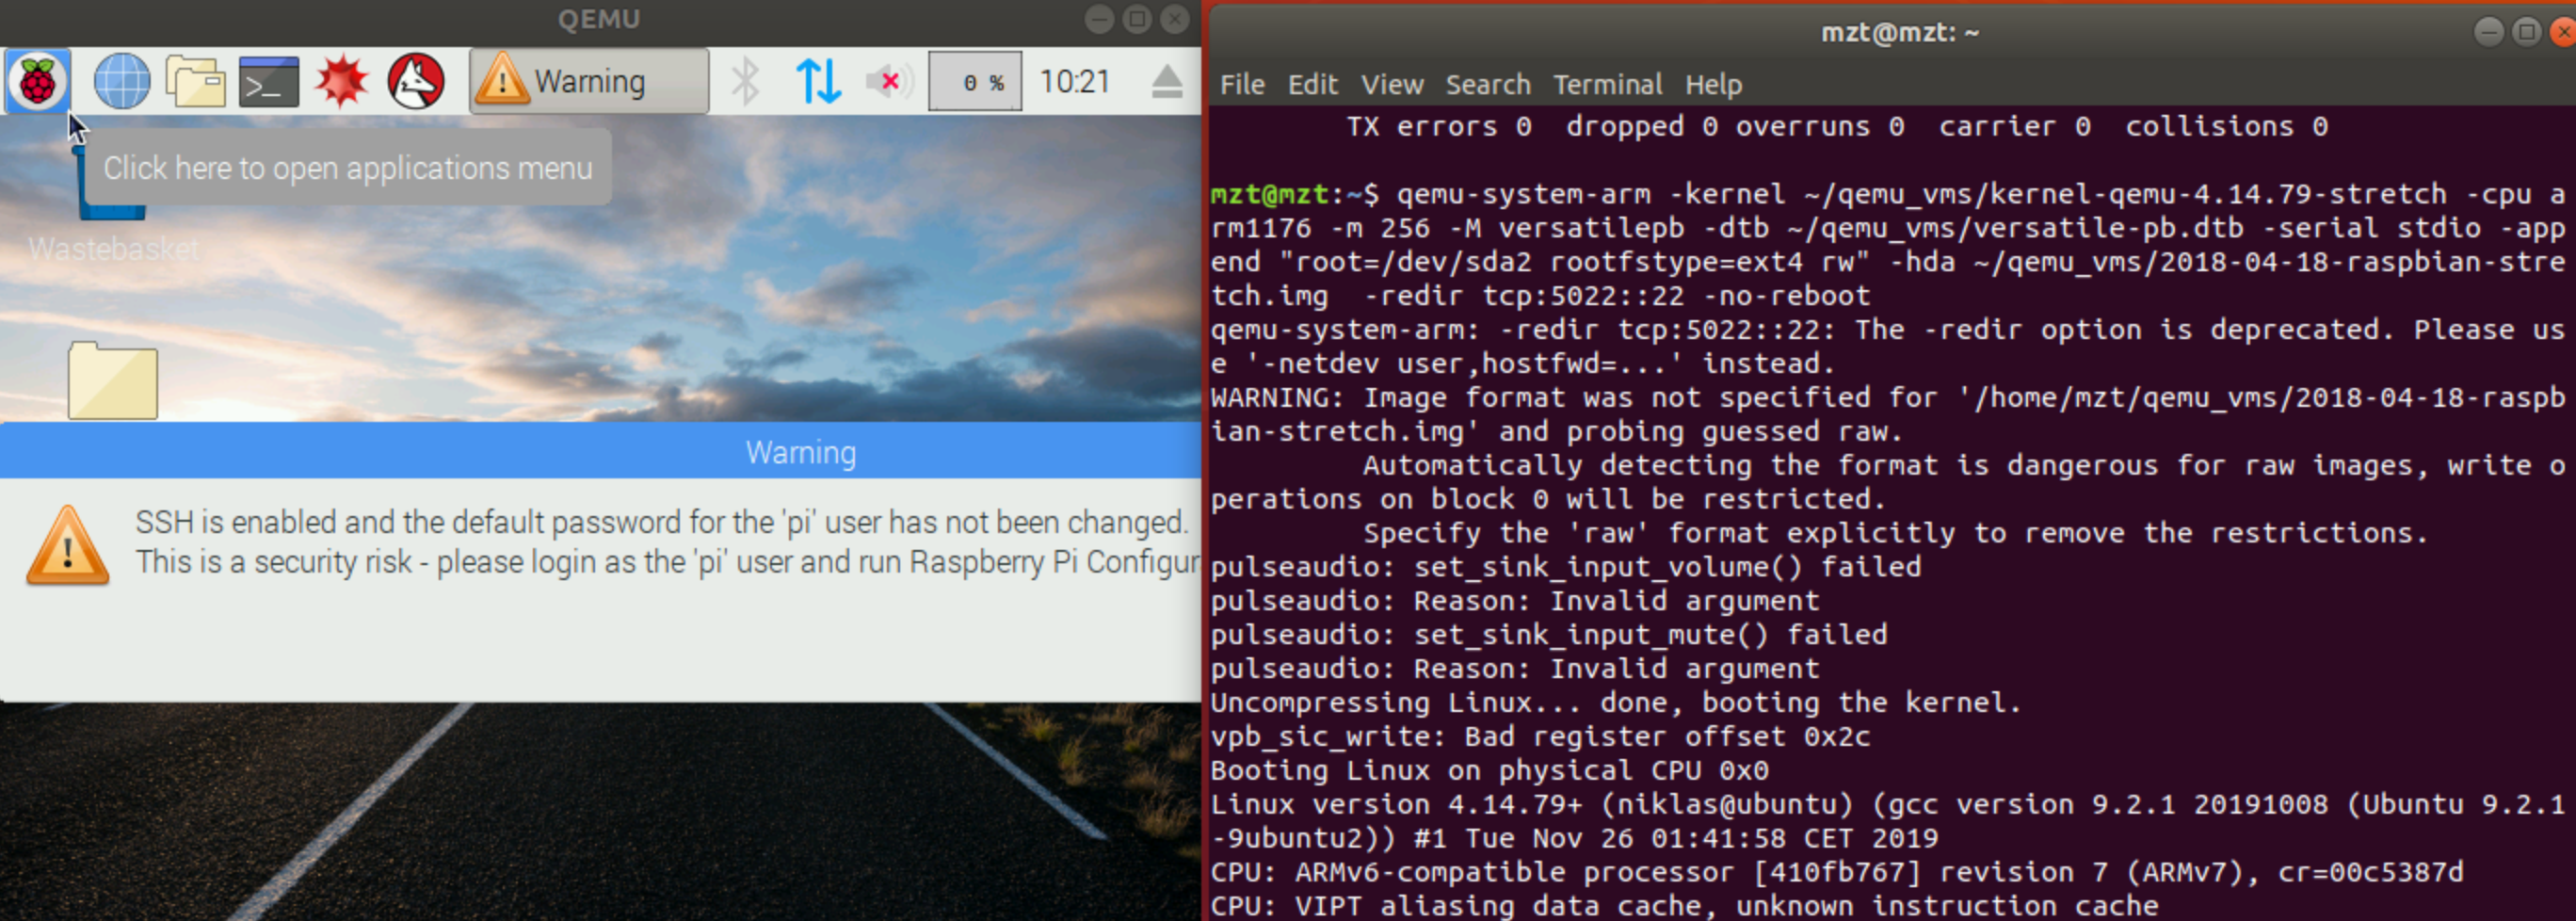 QEMU
Warning
0 %
10:21
Click here to open applications menu
Wastebasket
Warning
SSH is enabled and the default password for the 'pi' user has not been changed.
This is a security risk - please login as the 'pi' user and run Raspberry Pi Configur
mzt@mzt: ~
File Edit View Search Terminal Help
TX errors 0  dropped 0 overruns 0  carrier 0  collisions 0
mzt@mzt:~$ qemu-system-arm -kernel ~/qemu_vms/kernel-qemu-4.14.79-stretch -cpu a
rm1176 -m 256 -M versatilepb -dtb ~/qemu_vms/versatile-pb.dtb -serial stdio -app
end "root=/dev/sda2 rootfstype=ext4 rw" -hda ~/qemu_vms/2018-04-18-raspbian-stre
tch.img  -redir tcp:5022::22 -no-reboot
qemu-system-arm: -redir tcp:5022::22: The -redir option is deprecated. Please us
e '-netdev user,hostfwd=...' instead.
WARNING: Image format was not specified for '/home/mzt/qemu_vms/2018-04-18-raspb
ian-stretch.img' and probing guessed raw.
Automatically detecting the format is dangerous for raw images, write o
perations on block 0 will be restricted.
Specify the 'raw' format explicitly to remove the restrictions.
pulseaudio: set_sink_input_volume() failed
pulseaudio: Reason: Invalid argument
pulseaudio: set_sink_input_mute() failed
pulseaudio: Reason: Invalid argument
Uncompressing Linux... done, booting the kernel.
vpb_sic_write: Bad register offset 0x2c
Booting Linux on physical CPU 0x0
Linux version 4.14.79+ (niklas@ubuntu) (gcc version 9.2.1 20191008 (Ubuntu 9.2.1
-9ubuntu2)) #1 Tue Nov 26 01:41:58 CET 2019
CPU: ARMv6-compatible processor [410fb767] revision 7 (ARMv7), cr=00c5387d
CPU: VIPT aliasing data cache, unknown instruction cache